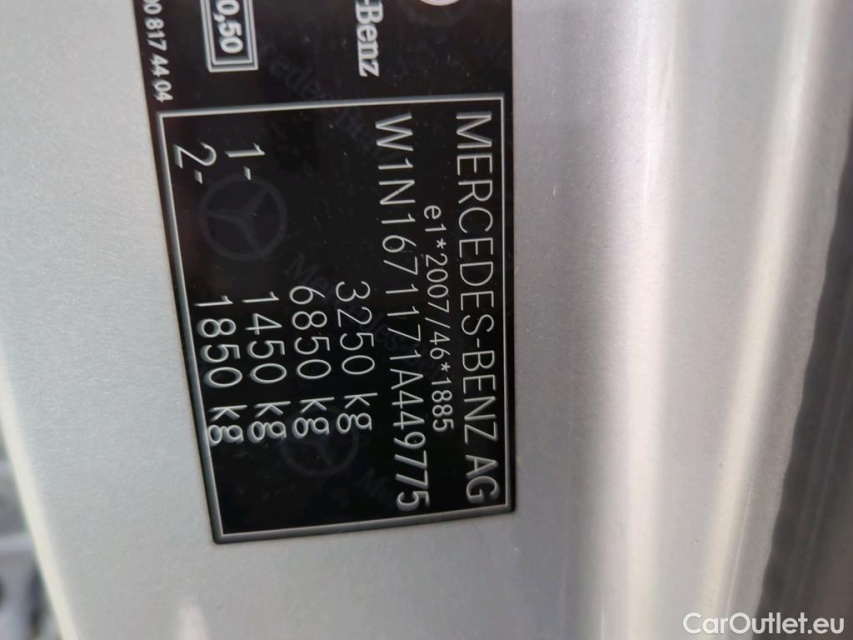 00 817 44 04
0,50
-Benz
MERCEDES-BENZ AG
e1*2007/46*1885
W1N1671171A449775
3250 kg
6850 kg
1- 1450 kg
2- 1850 kg
CarOutlet.eu